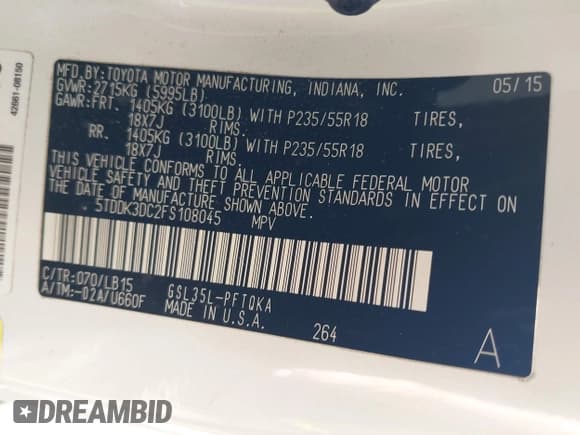 MFD.BY:TOYOTA MOTOR MANUFACTURING, INDIANA, INC. 05/15
GVWR:2715KG (5995LB)
GAWR:FRT. 1405KG (3100LB) WITH P235/55R18 TIRES,
18X7J RIMS.
RR. 1405KG (3100LB) WITH P235/55R18 TIRES,
18X7J RIMS.
THIS VEHICLE CONFORMS TO ALL APPLICABLE FEDERAL MOTOR
VEHICLE SAFETY AND THEFT PREVENTION STANDARDS IN EFFECT ON
THE DATE OF MANUFACTURE SHOWN ABOVE.
5TDDK3DC2FS108045 MPV
C/TR:070/LB15 GSL35L-PFTQKA
A/TM:-02A/U660F MADE IN U.S.A. 264 A
42661-08150
DREAMBID